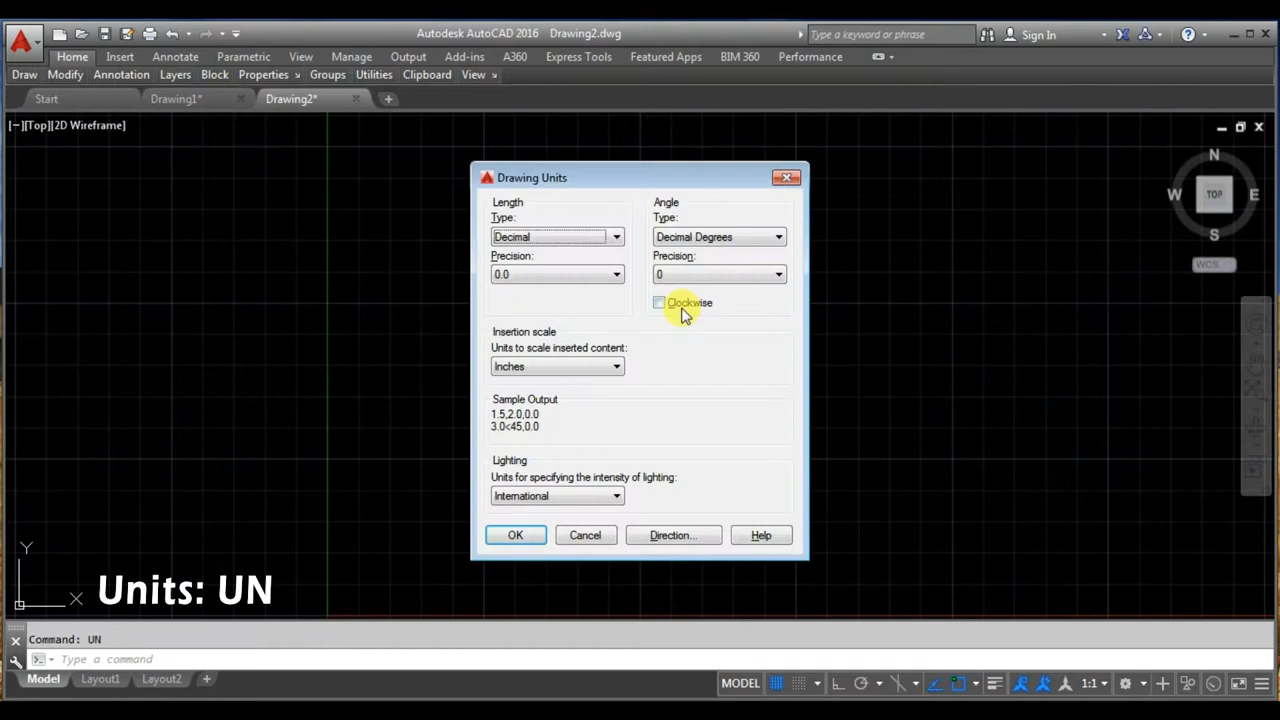 Autodesk AutoCAD 2016 Drawing2.dwg
Type a keyword or phrase
Sign In
Home Insert Annotate Parametric View Manage Output Add-ins A360 Express Tools Featured Apps BIM 360 Performance
Draw Modify Annotation Layers Block Properties Groups Utilities Clipboard View
Start Drawing1* Drawing2*
[−][Top][2D Wireframe]
N
W TOP E
S
WCS
Drawing Units
Length
Type:
Decimal
Precision:
0.0
Angle
Type:
Decimal Degrees
Precision:
0
Clockwise
Insertion scale
Units to scale inserted content:
Inches
Sample Output
1.5,2.0,0.0
3.0<45,0.0
Lighting
Units for specifying the intensity of lighting:
International
OK Cancel Direction... Help
Y
X
Units: UN
Command: UN
Type a command
Model Layout1 Layout2
MODEL 1:1